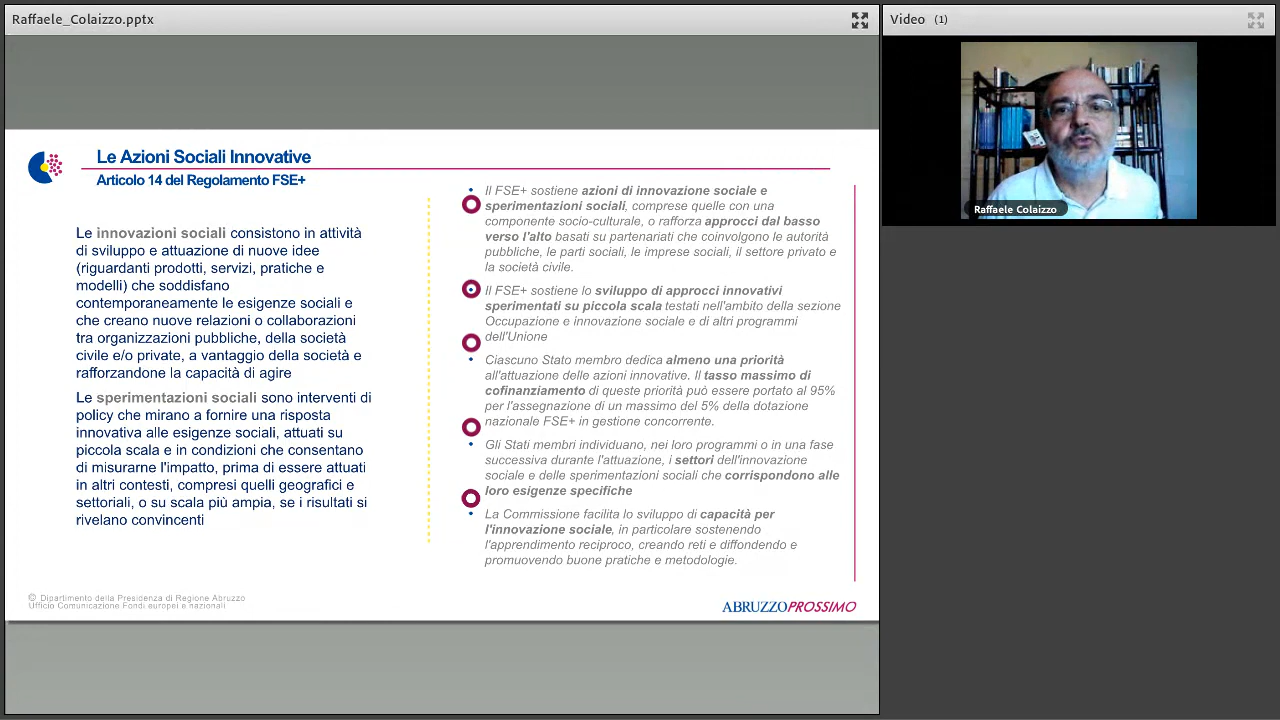 Raffaele_Colaizzo.pptx
Video (1)
Raffaele Colaizzo
Le Azioni Sociali Innovative
Articolo 14 del Regolamento FSE+
Le innovazioni sociali consistono in attività
di sviluppo e attuazione di nuove idee
(riguardanti prodotti, servizi, pratiche e
modelli) che soddisfano
contemporaneamente le esigenze sociali e
che creano nuove relazioni o collaborazioni
tra organizzazioni pubbliche, della società
civile e/o private, a vantaggio della società e
rafforzandone la capacità di agire
Le sperimentazioni sociali sono interventi di
policy che mirano a fornire una risposta
innovativa alle esigenze sociali, attuati su
piccola scala e in condizioni che consentano
di misurarne l'impatto, prima di essere attuati
in altri contesti, compresi quelli geografici e
settoriali, o su scala più ampia, se i risultati si
rivelano convincenti
• Il FSE+ sostiene azioni di innovazione sociale e
sperimentazioni sociali, comprese quelle con una
componente socio-culturale, o rafforza approcci dal basso
verso l'alto basati su partenariati che coinvolgono le autorità
pubbliche, le parti sociali, le imprese sociali, il settore privato e
la società civile.
• Il FSE+ sostiene lo sviluppo di approcci innovativi
sperimentati su piccola scala testati nell'ambito della sezione
Occupazione e innovazione sociale e di altri programmi
dell'Unione
• Ciascuno Stato membro dedica almeno una priorità
all'attuazione delle azioni innovative. Il tasso massimo di
cofinanziamento di queste priorità può essere portato al 95%
per l'assegnazione di un massimo del 5% della dotazione
nazionale FSE+ in gestione concorrente.
• Gli Stati membri individuano, nei loro programmi o in una fase
successiva durante l'attuazione, i settori dell'innovazione
sociale e delle sperimentazioni sociali che corrispondono alle
loro esigenze specifiche
• La Commissione facilita lo sviluppo di capacità per
l'innovazione sociale, in particolare sostenendo
l'apprendimento reciproco, creando reti e diffondendo e
promuovendo buone pratiche e metodologie.
© Dipartimento della Presidenza di Regione Abruzzo
Ufficio Comunicazione Fondi europei e nazionali
ABRUZZOPROSSIMO